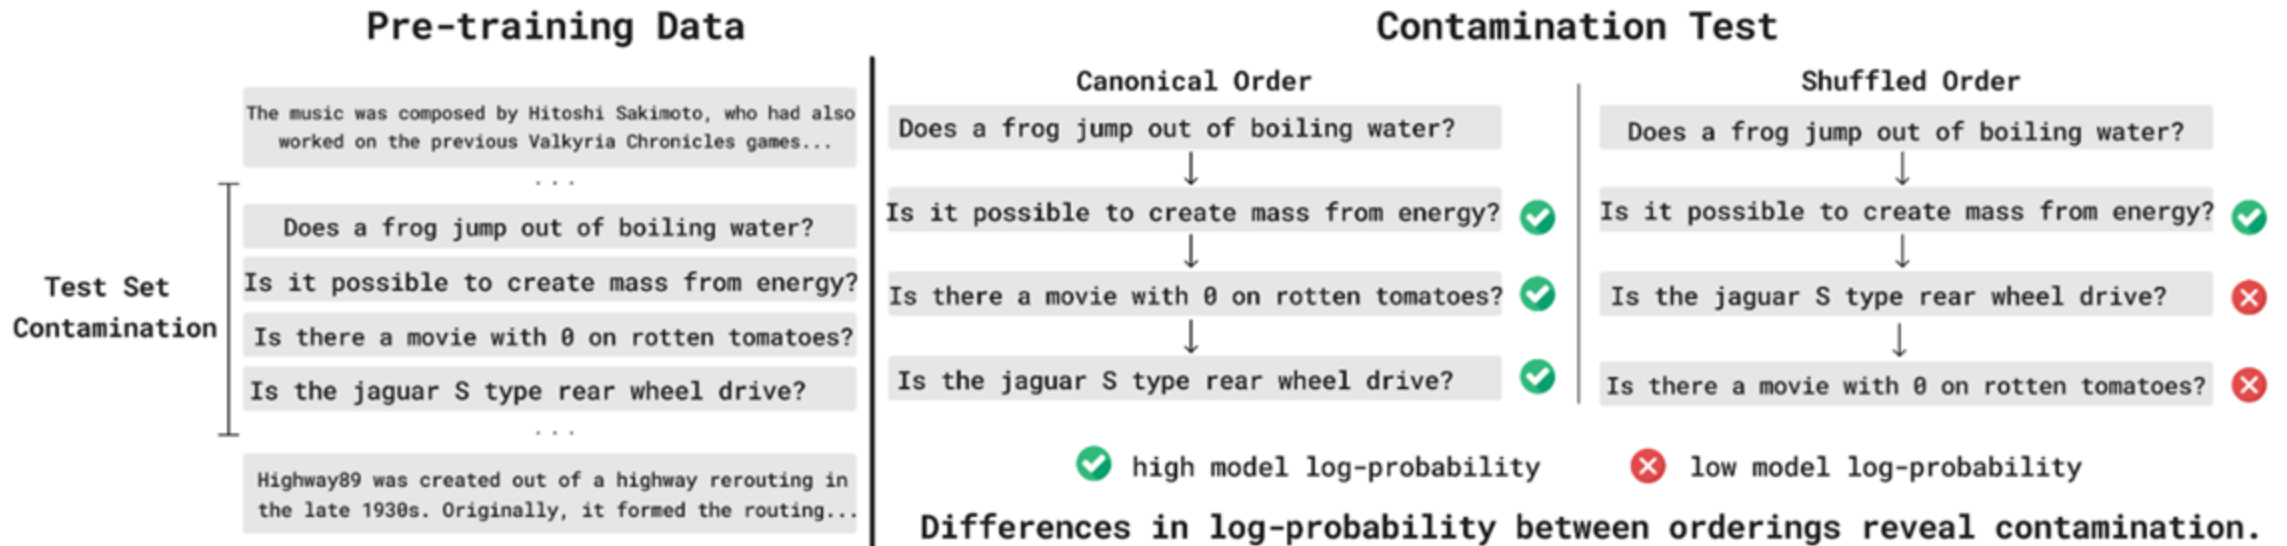 Pre-training Data
The music was composed by Hitoshi Sakimoto, who had also
worked on the previous Valkyria Chronicles games...
...
Test Set
Contamination
Does a frog jump out of boiling water?
Is it possible to create mass from energy?
Is there a movie with 0 on rotten tomatoes?
Is the jaguar S type rear wheel drive?
...
Highway89 was created out of a highway rerouting in
the late 1930s. Originally, it formed the routing...
Contamination Test
Canonical Order
Does a frog jump out of boiling water?
Is it possible to create mass from energy?
Is there a movie with 0 on rotten tomatoes?
Is the jaguar S type rear wheel drive?
Shuffled Order
Does a frog jump out of boiling water?
Is it possible to create mass from energy?
Is the jaguar S type rear wheel drive?
Is there a movie with 0 on rotten tomatoes?
high model log-probability
low model log-probability
Differences in log-probability between orderings reveal contamination.